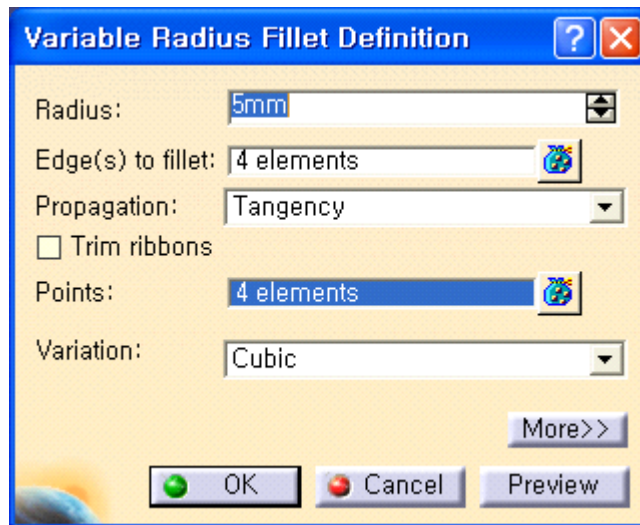 Variable Radius Fillet Definition
Radius: 5mm
Edge(s) to fillet: 4 elements
Propagation: Tangency
Trim ribbons
Points: 4 elements
Variation: Cubic
More>>
OK Cancel Preview